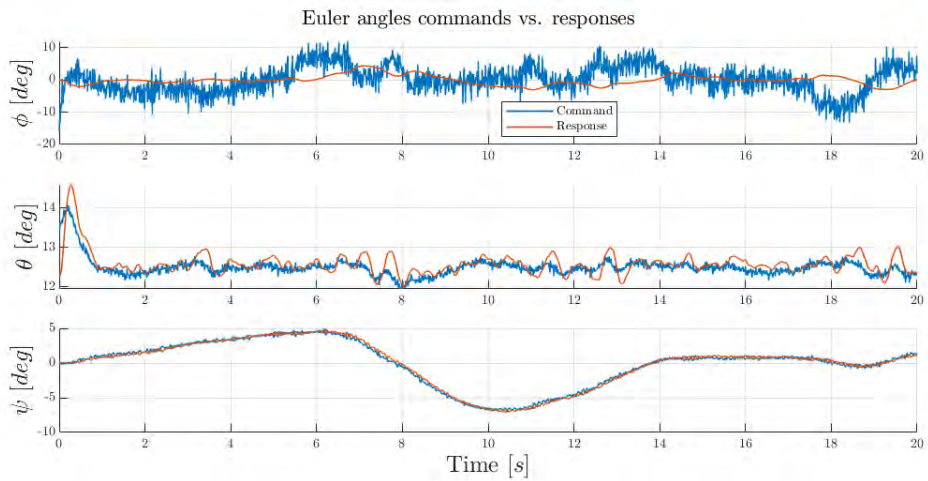 Euler angles commands vs. responses
ϕ [deg]
10
0
-10
-20
Command
Response
0 2 4 6 8 10 12 14 16 18 20
θ [deg]
14
13
12
0 2 4 6 8 10 12 14 16 18 20
ψ [deg]
5
0
-5
-10
0 2 4 6 8 10 12 14 16 18 20
Time [s]